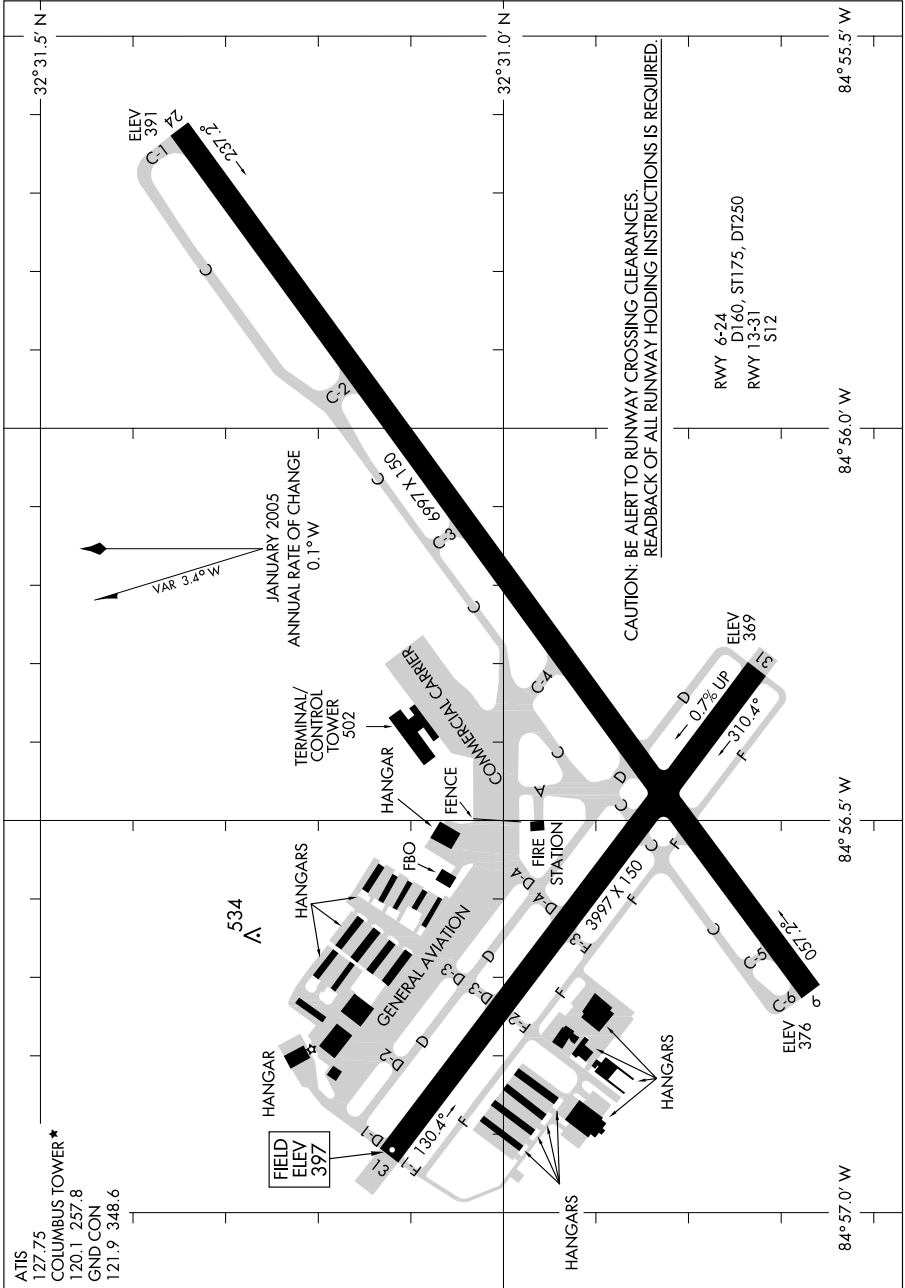 ATIS
127.75
COLUMBUS TOWER★
120.1 257.8
GND CON
121.9 348.6
32°31.5' N
32°31.0' N
84°55.5' W
84°56.0' W
84°56.5' W
84°57.0' W
JANUARY 2005
ANNUAL RATE OF CHANGE
0.1° W
VAR 3.4° W
ELEV
391
24
237.2°
C-1
C
C-2
C
6997 X 150
C-3
C
C-4
C
TERMINAL/
CONTROL
TOWER
502
COMMERCIAL CARRIER
HANGAR
FENCE
FBO
HANGARS
534
HANGAR
GENERAL AVIATION
A
FIRE
STATION
D
C
D
D-4
D-4
D
D-3
D-3
D
D-2
D-1
FIELD
ELEV
397
13
130.4°
F-1
F
F-2
F
F-3
F
3997 X 150
C
F
C
C-5
C-6
057.2°
6
ELEV
376
D
0.7% UP
310.4°
F
31
ELEV
369
HANGARS
HANGARS
CAUTION: BE ALERT TO RUNWAY CROSSING CLEARANCES.
READBACK OF ALL RUNWAY HOLDING INSTRUCTIONS IS REQUIRED.
RWY 6-24
D160, ST175, DT250
RWY 13-31
S12